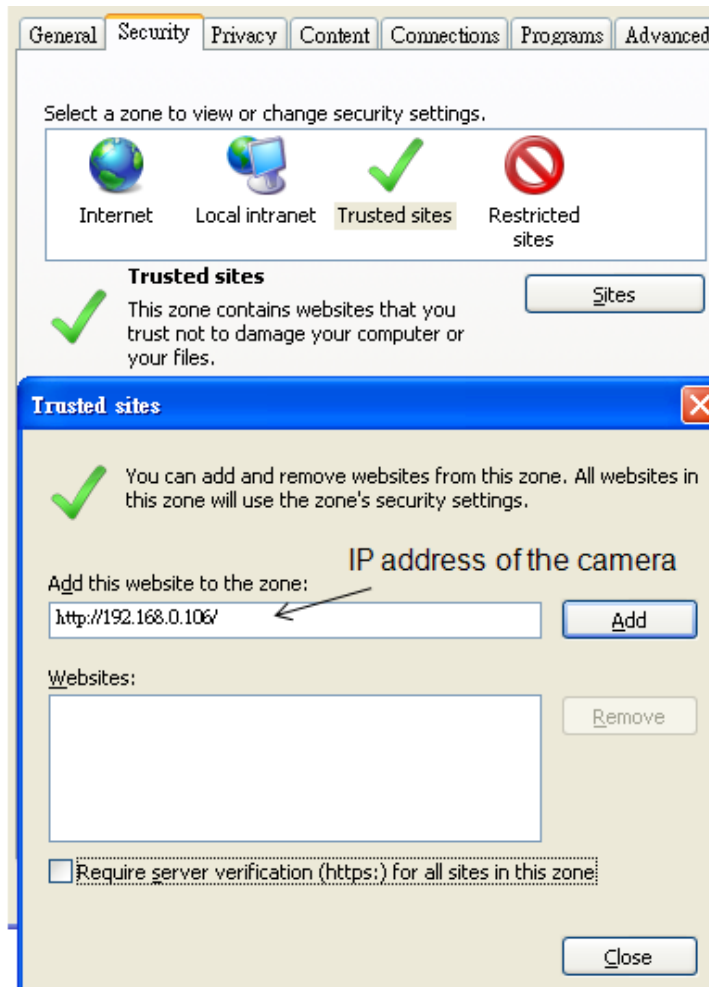 General Security Privacy Content Connections Programs Advanced
Select a zone to view or change security settings.
Internet Local intranet Trusted sites Restricted
sites
Trusted sites
This zone contains websites that you
trust not to damage your computer or
your files.
Sites
Trusted sites
You can add and remove websites from this zone. All websites in
this zone will use the zone's security settings.
IP address of the camera
Add this website to the zone:
http://192.168.0.106/
Add
Websites:
Remove
Require server verification (https:) for all sites in this zone
Close